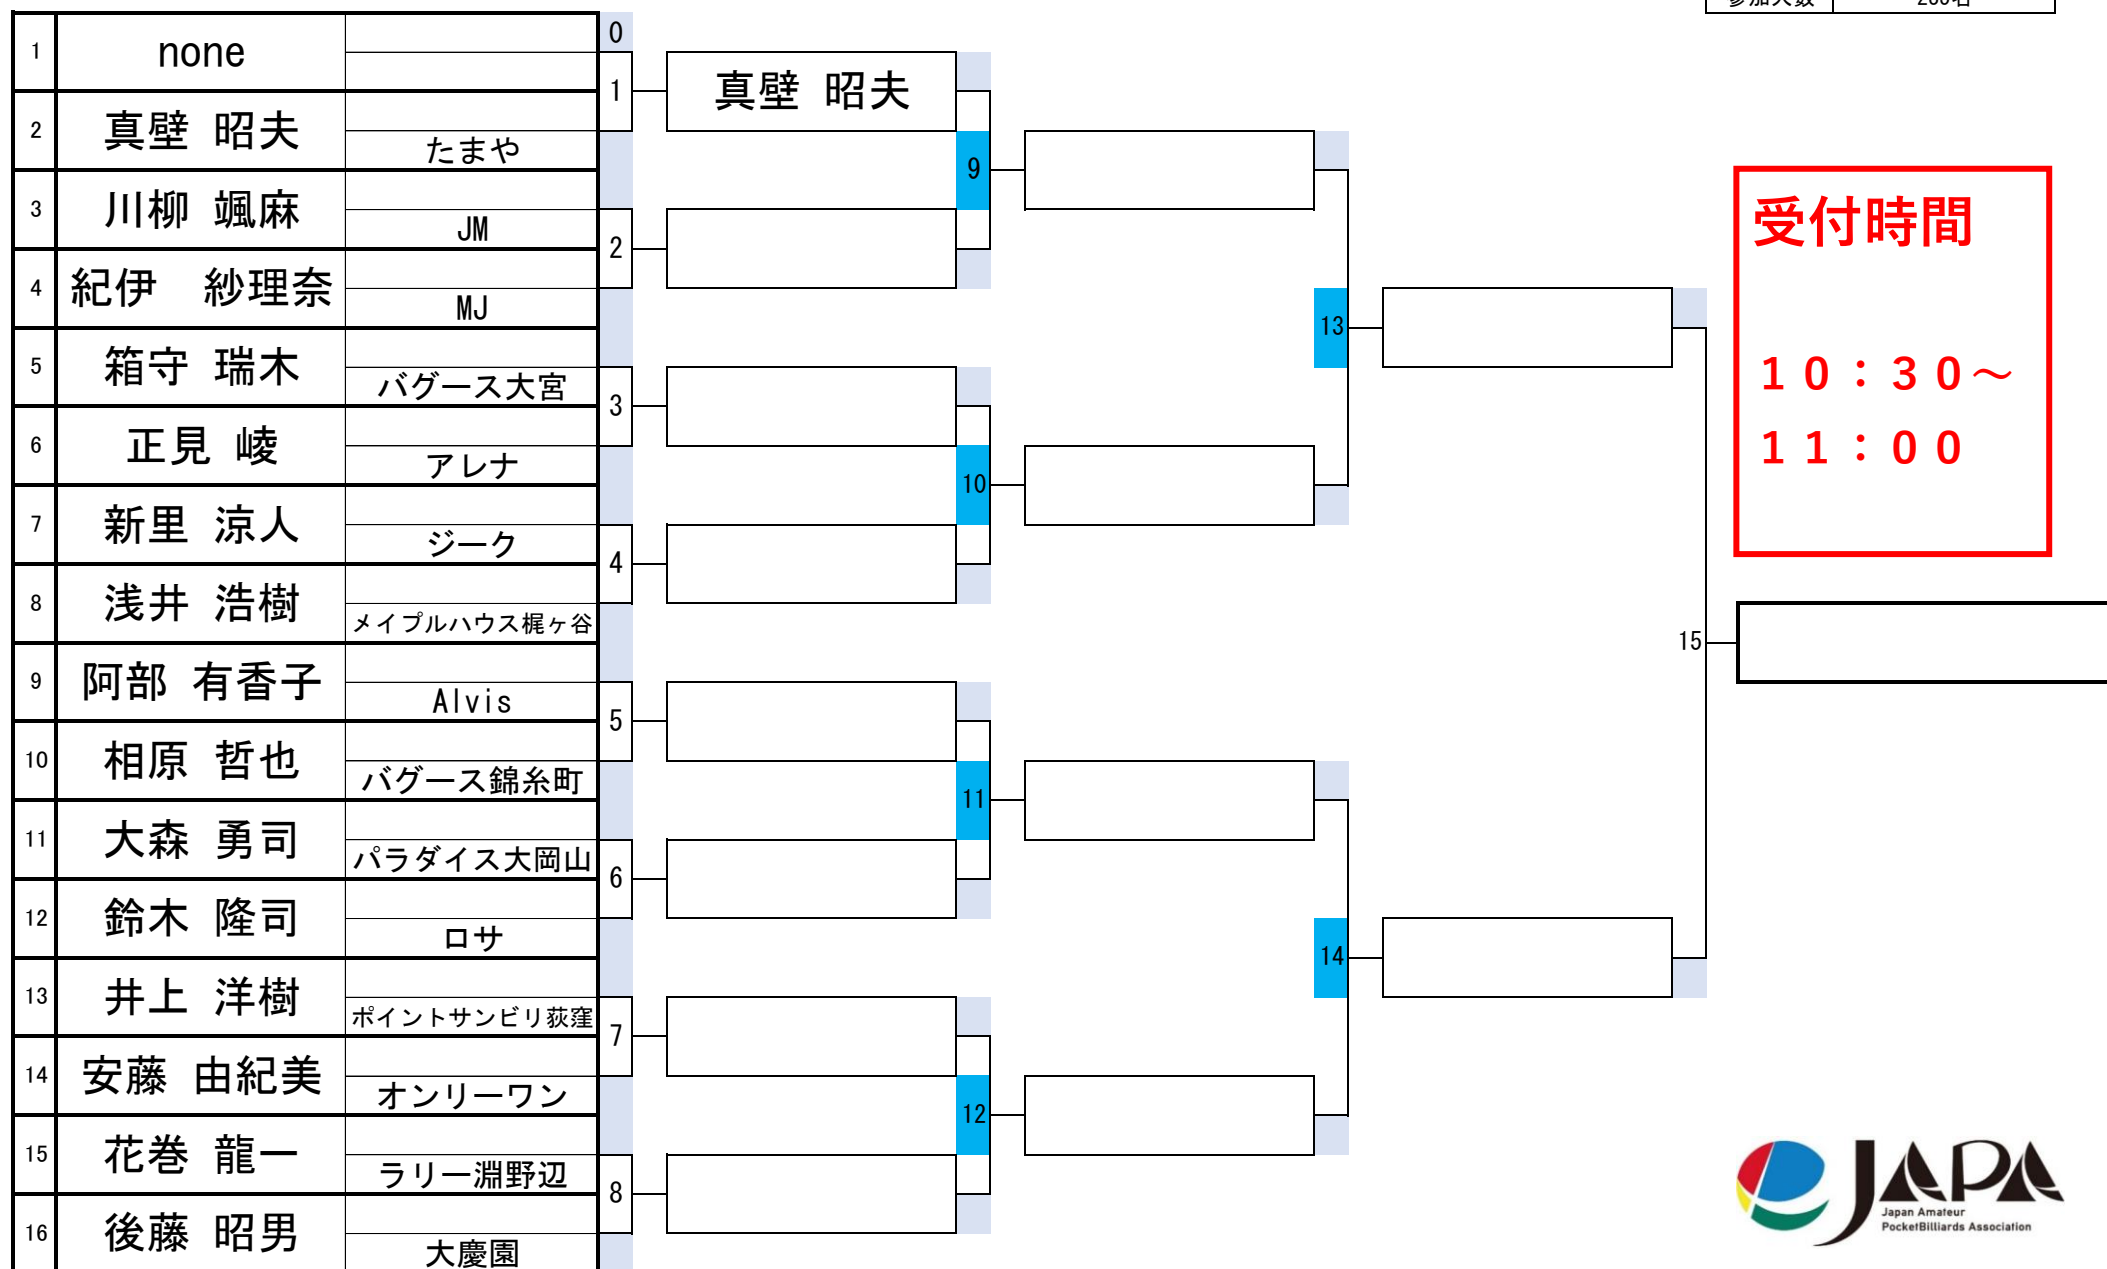 1 none 0
1 真壁 昭夫
2 真壁 昭夫 たまや
9
3 川柳 颯麻 JM
2
4 紀伊 紗理奈 MJ
13
5 箱守 瑞木 バグース大宮
3
6 正見 崚 アレナ
10
7 新里 涼人 ジーク
4
8 浅井 浩樹 メイプルハウス梶ヶ谷
15
9 阿部 有香子 Alvis
5
10 相原 哲也 バグース錦糸町
11
11 大森 勇司 パラダイス大岡山
6
12 鈴木 隆司 ロサ
14
13 井上 洋樹 ポイントサンビリ荻窪
7
14 安藤 由紀美 オンリーワン
12
15 花巻 龍一 ラリー淵野辺
8
16 後藤 昭男 大慶園
受付時間
10:30～
11:00
JAPA
Japan Amateur
PocketBilliards Association